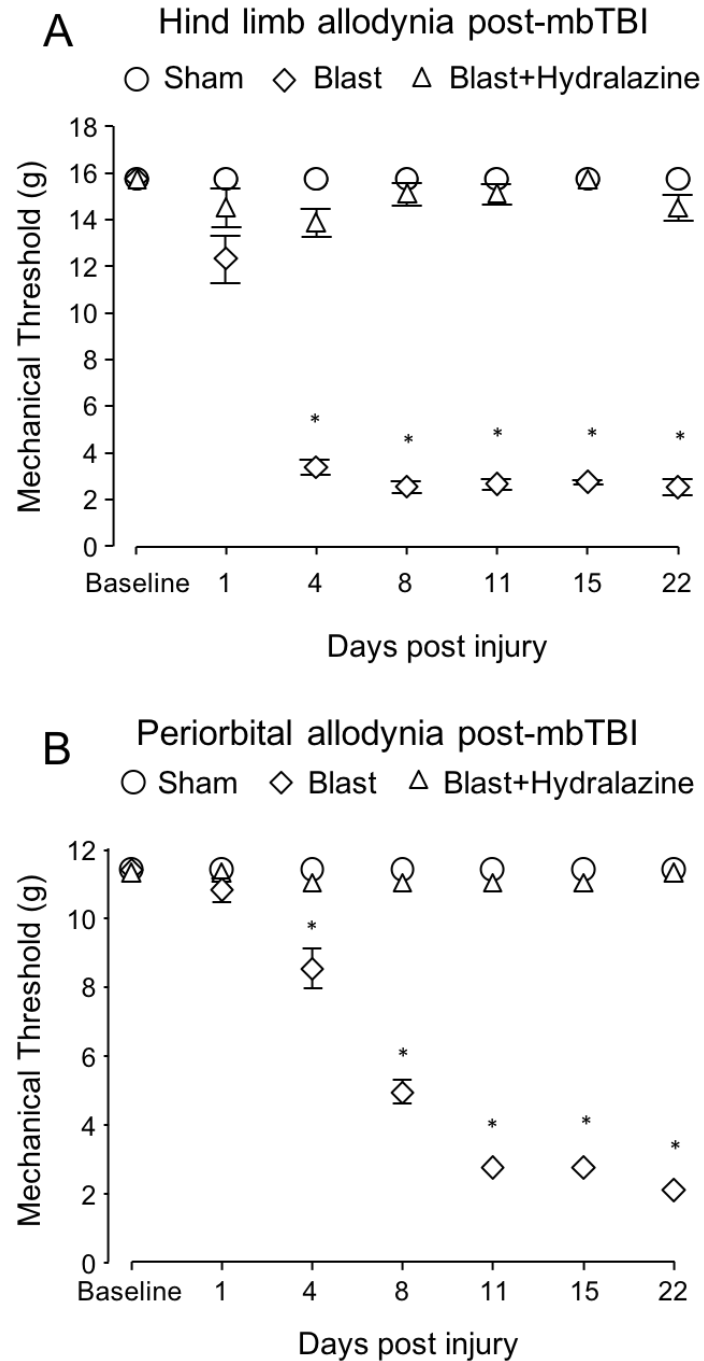 A
Hind limb allodynia post-mbTBI
Sham Blast Blast+Hydralazine
18
16
14
12
10
8
6
4
2
0
Mechanical Threshold (g)
*
*
*
*
*
Baseline 1 4 8 11 15 22
Days post injury
B
Periorbital allodynia post-mbTBI
Sham Blast Blast+Hydralazine
12
10
8
6
4
2
0
Mechanical Threshold (g)
*
*
*
*
*
Baseline 1 4 8 11 15 22
Days post injury